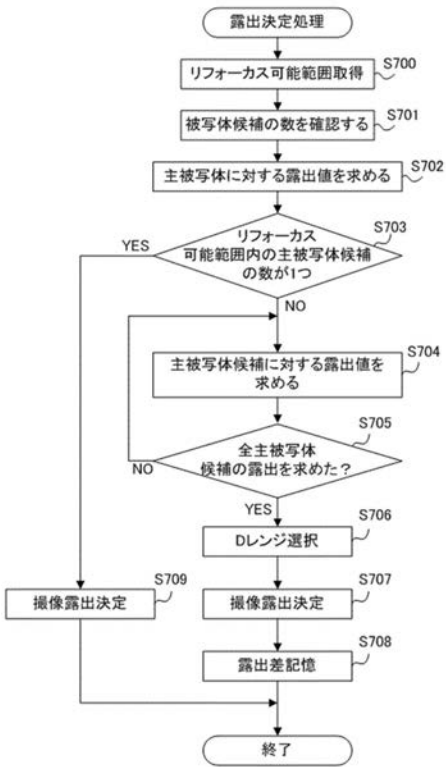 露出決定処理
S700
リフォーカス可能範囲取得
S701
被写体候補の数を確認する
S702
主被写体に対する露出値を求める
S703
YES
リフォーカス
可能範囲内の主被写体候補
の数が1つ
NO
S704
主被写体候補に対する露出値を
求める
S705
全主被写体
候補の露出を求めた？
NO
YES
S706
Dレンジ選択
S709
S707
撮像露出決定
撮像露出決定
S708
露出差記憶
終了